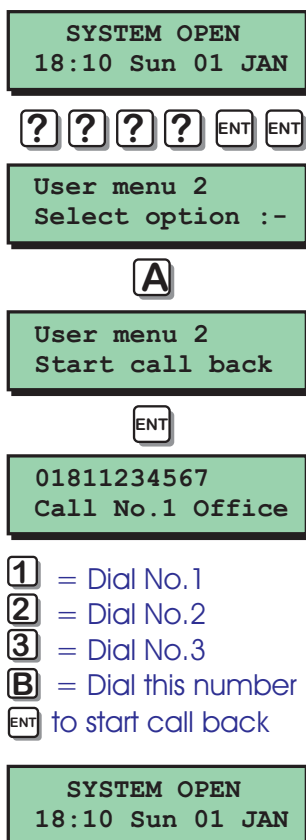 SYSTEM OPEN
18:10 Sun 01 JAN
? ? ? ? ENT ENT
User menu 2
Select option :-
A
User menu 2
Start call back
ENT
01811234567
Call No.1 Office
1 = Dial No.1
2 = Dial No.2
3 = Dial No.3
B = Dial this number
ENT to start call back
SYSTEM OPEN
18:10 Sun 01 JAN